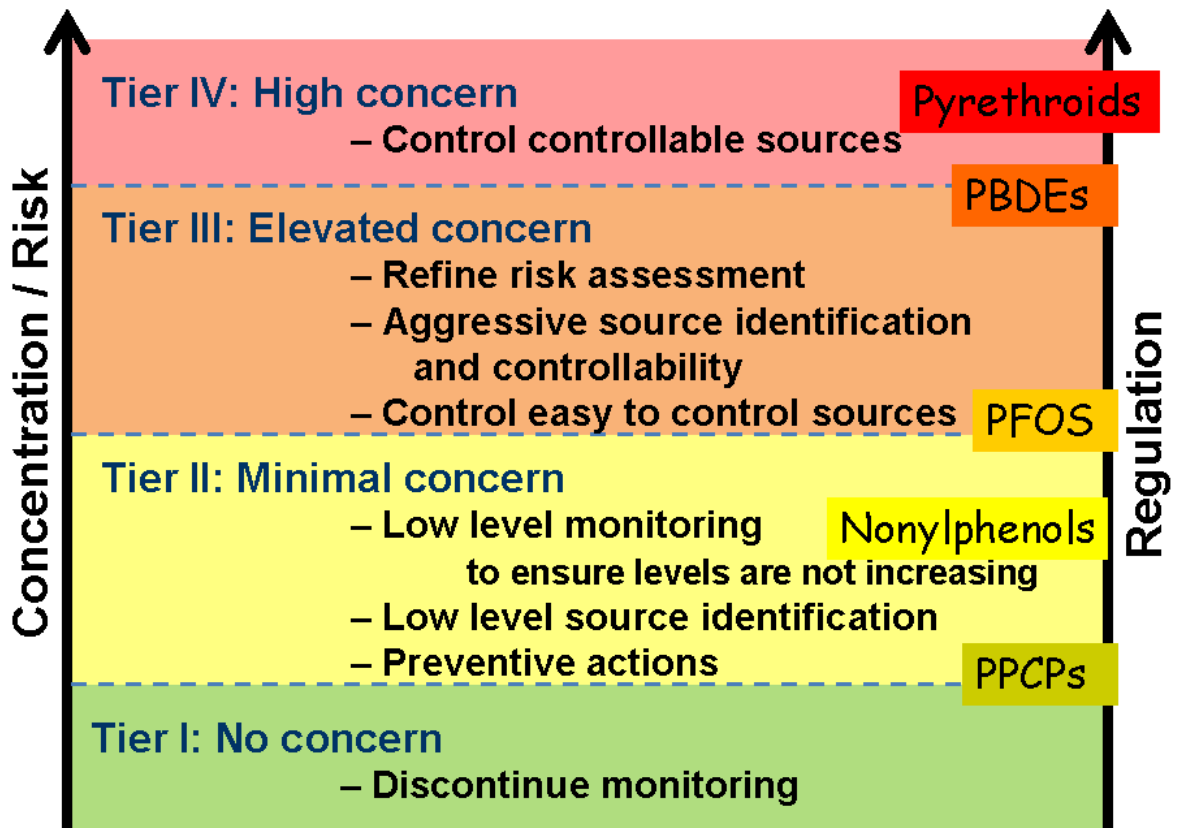 Concentration / Risk
Tier IV: High concern
– Control controllable sources
Pyrethroids
PBDEs
Tier III: Elevated concern
– Refine risk assessment
– Aggressive source identification
and controllability
– Control easy to control sources
PFOS
Tier II: Minimal concern
– Low level monitoring
Nonylphenols
to ensure levels are not increasing
– Low level source identification
– Preventive actions
PPCPs
Tier I: No concern
– Discontinue monitoring
Regulation